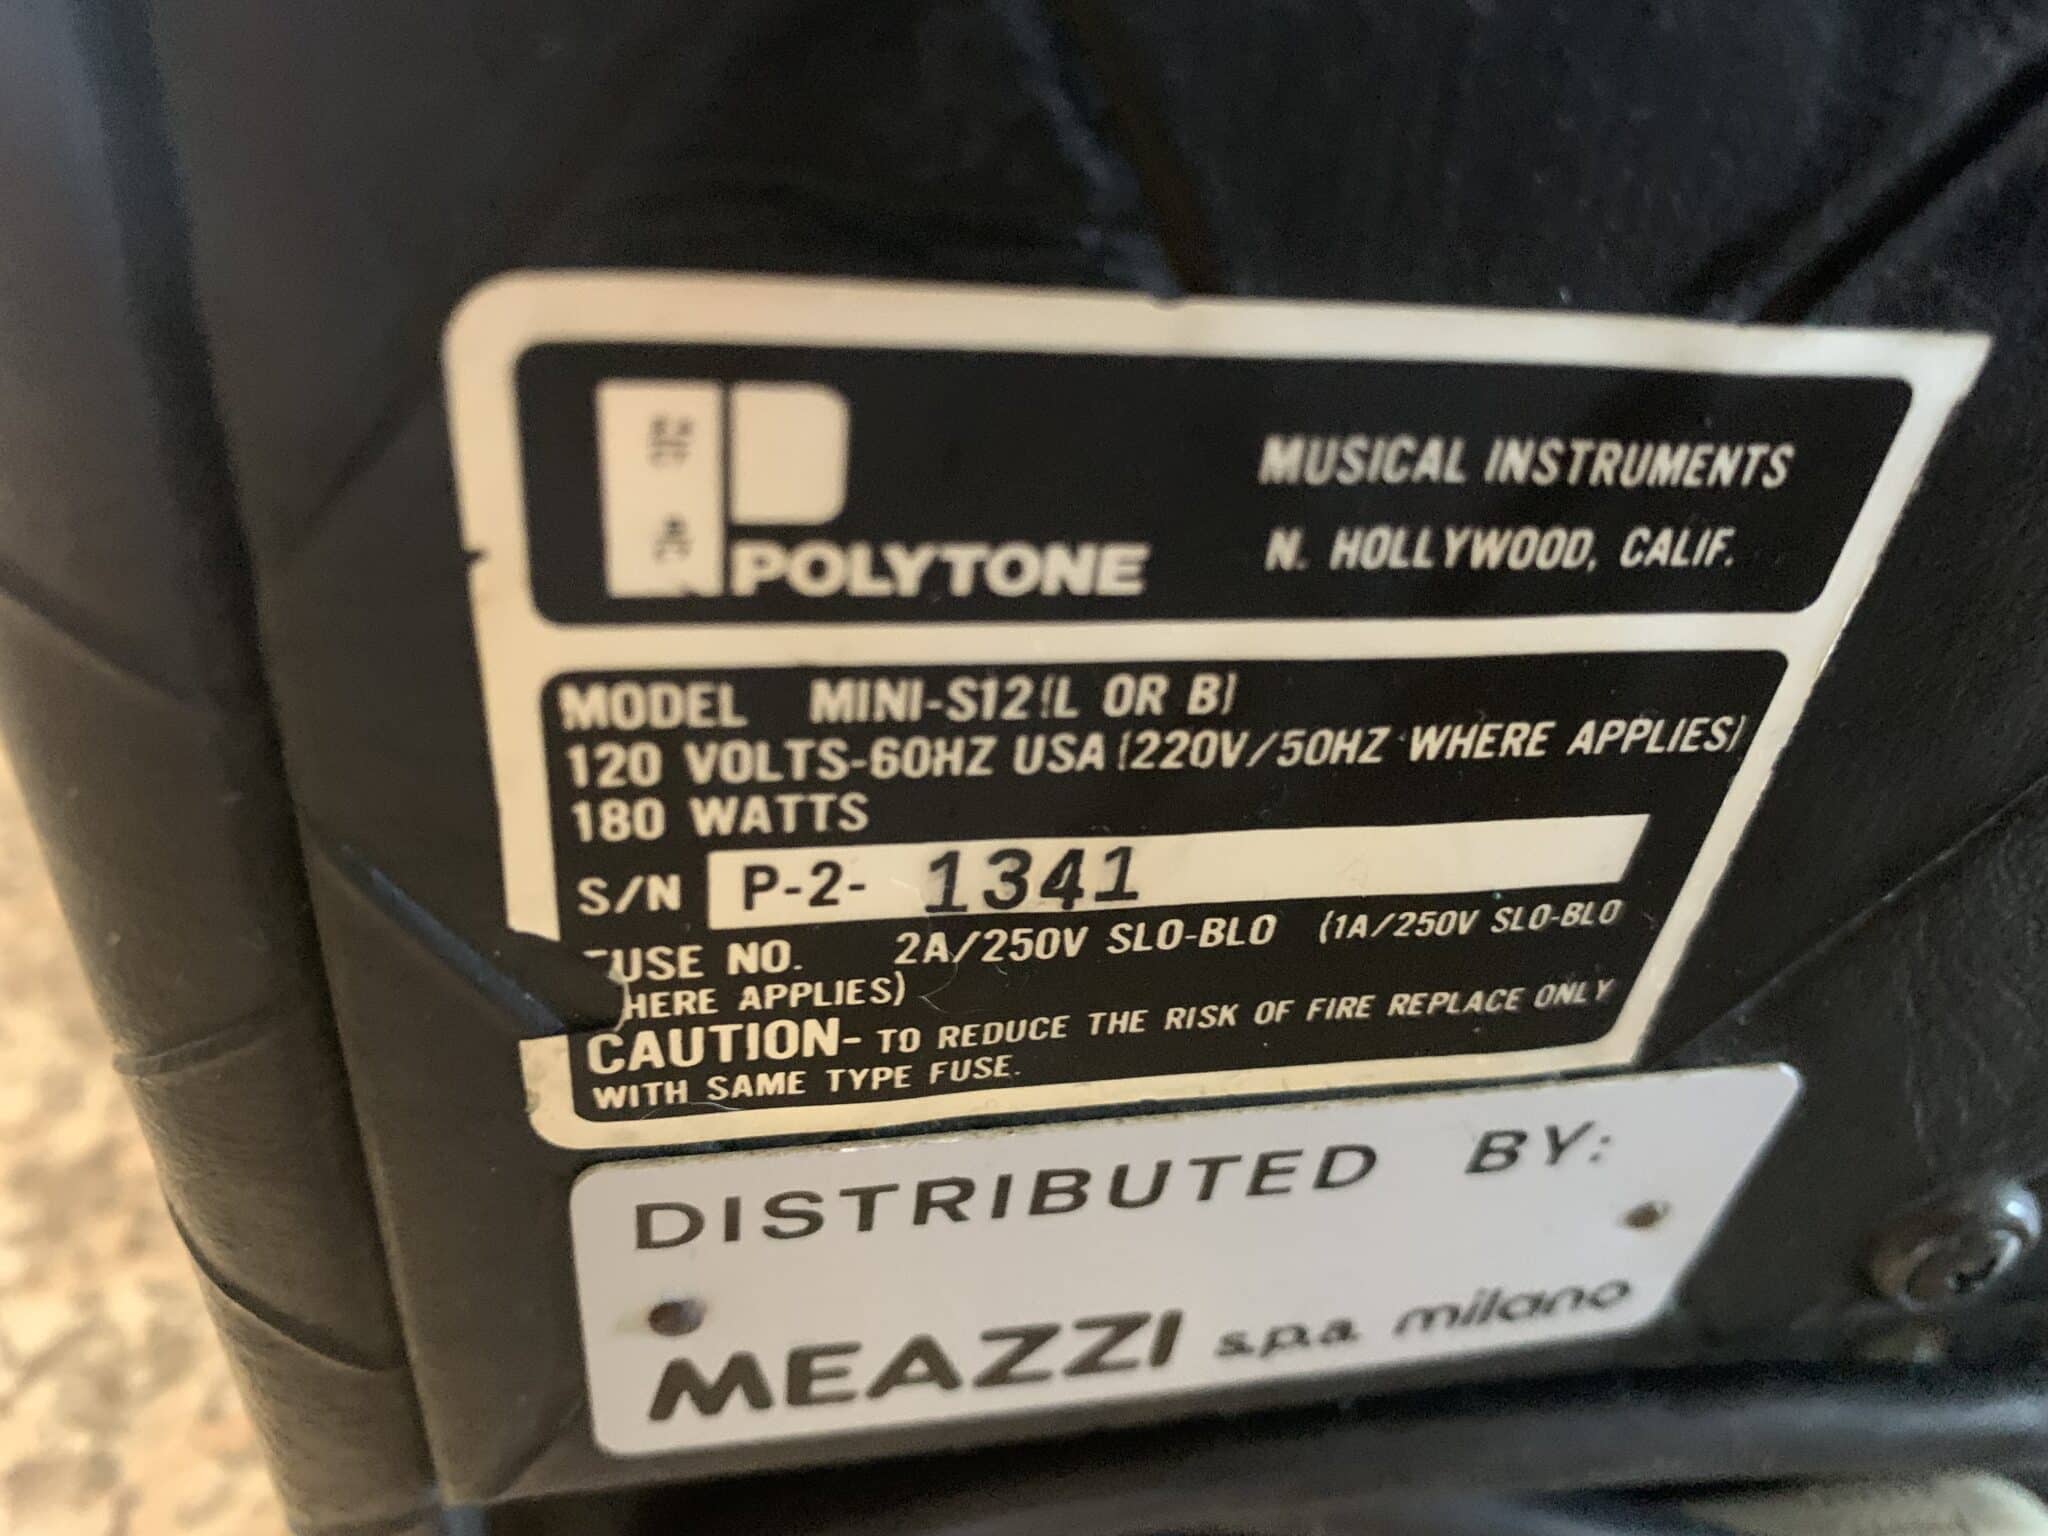 POLYTONE
MUSICAL INSTRUMENTS
N. HOLLYWOOD, CALIF.
MODEL MINI-S12 (L OR B)
120 VOLTS-60HZ USA (220V/50HZ WHERE APPLIES)
180 WATTS
S/N P-2- 1341
USE NO. 2A/250V SLO-BLO (1A/250V SLO-BLO
HERE APPLIES)
CAUTION- TO REDUCE THE RISK OF FIRE REPLACE ONLY
WITH SAME TYPE FUSE.
DISTRIBUTED BY:
MEAZZI s.p.a. milano